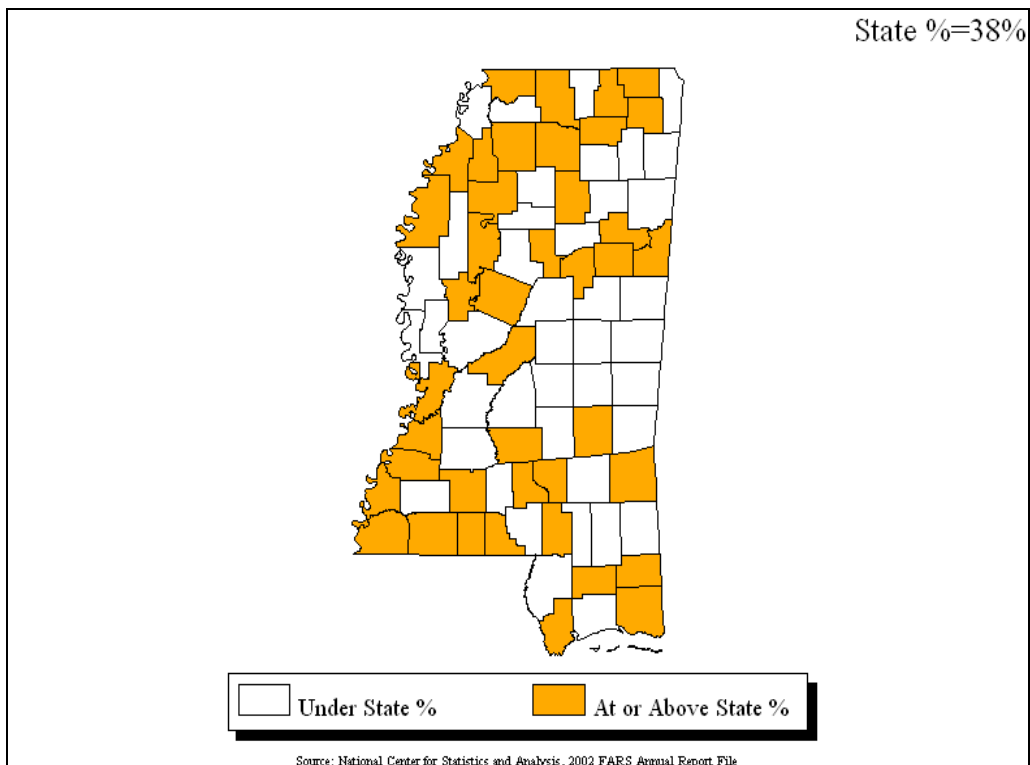 State %=38%
Under State %
At or Above State %
Source: National Center for Statistics and Analysis, 2002 FARS Annual Report File